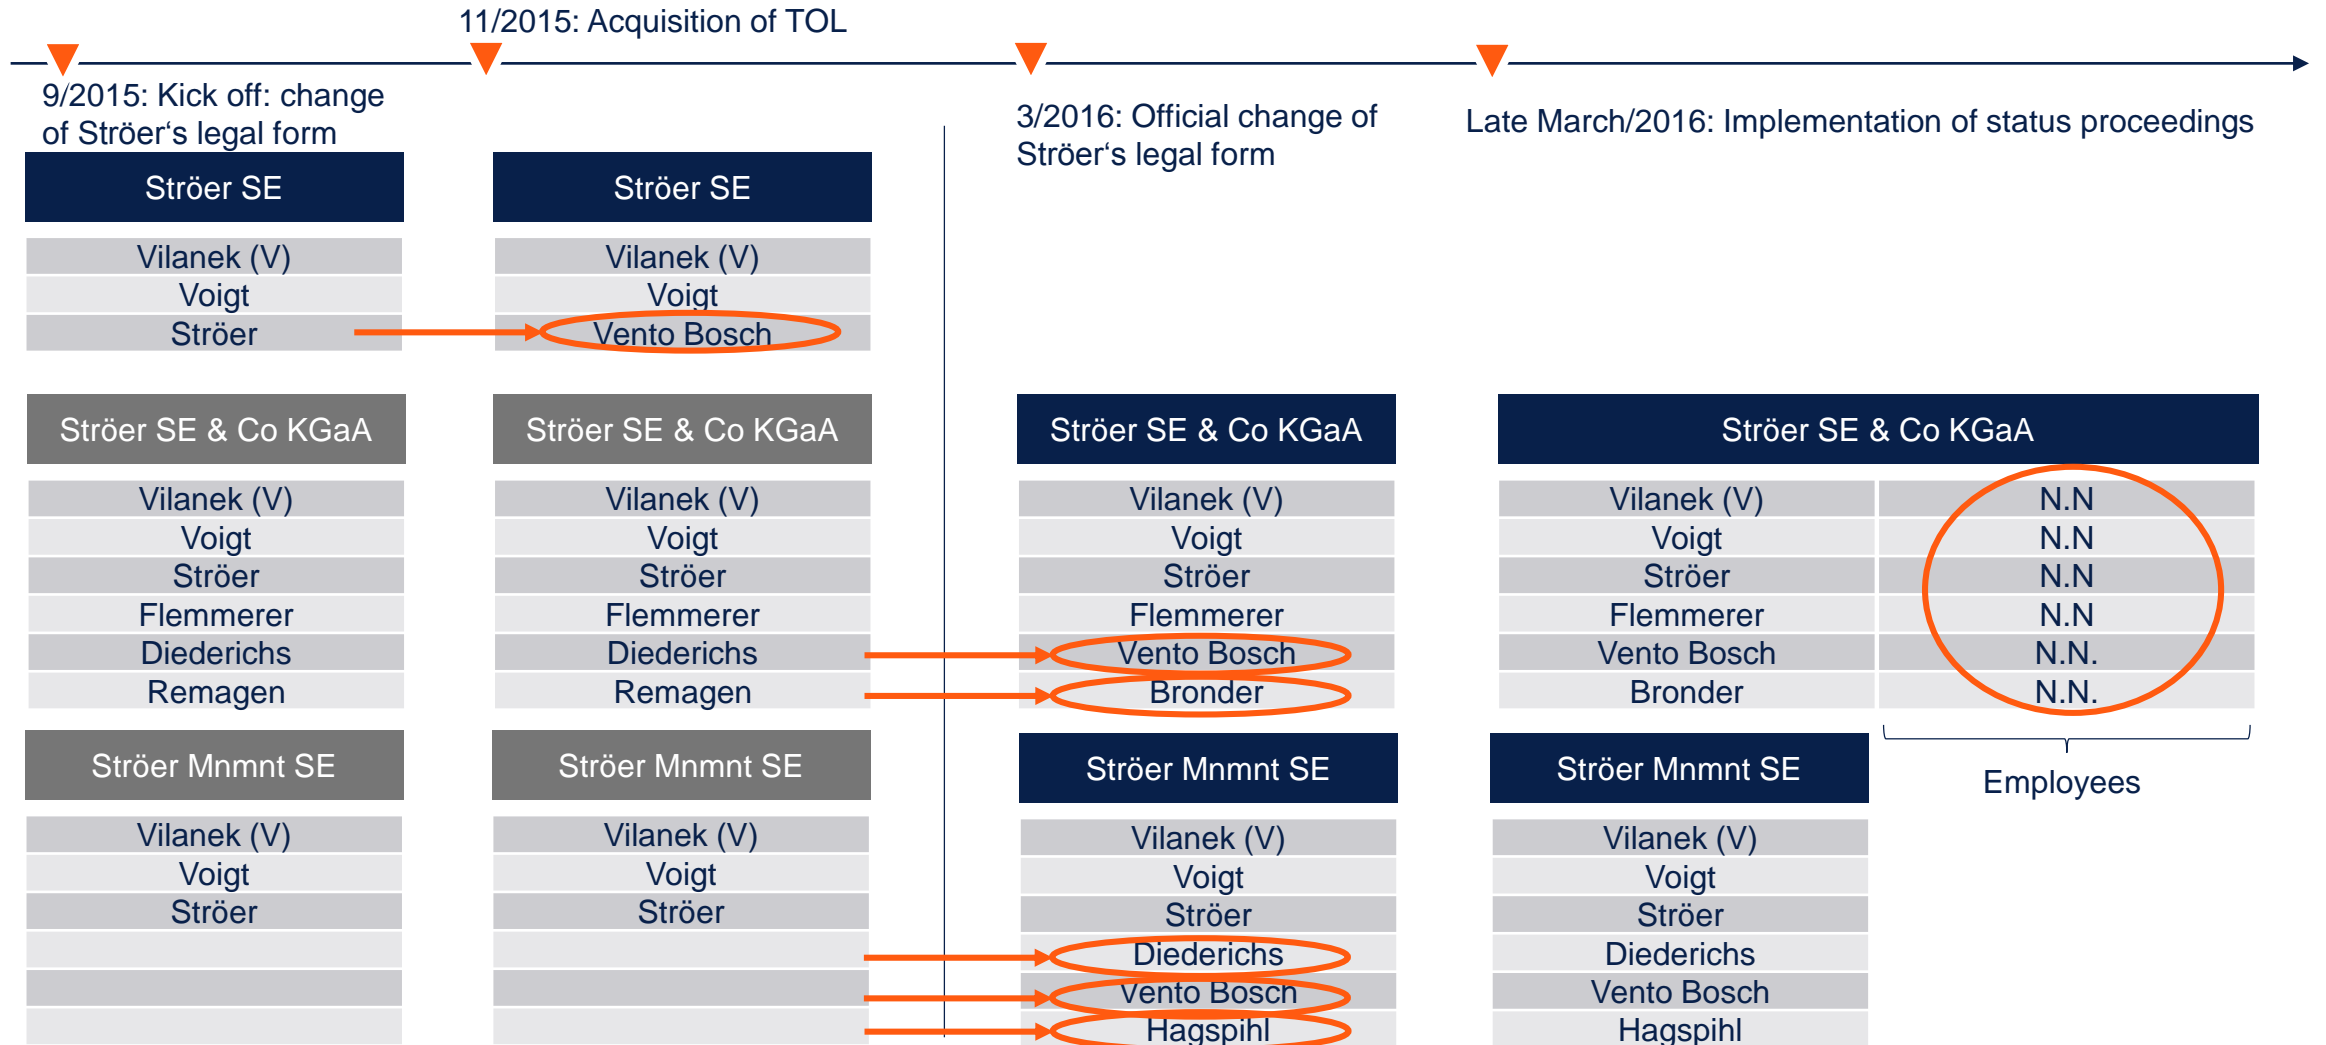 11/2015: Acquisition of TOL
9/2015: Kick off: change
of Ströer‘s legal form
3/2016: Official change of
Ströer‘s legal form
Late March/2016: Implementation of status proceedings
Ströer SE
Vilanek (V)
Voigt
Ströer
Ströer SE
Vilanek (V)
Voigt
Vento Bosch
Ströer SE & Co KGaA
Vilanek (V)
Voigt
Ströer
Flemmerer
Diederichs
Remagen
Ströer SE & Co KGaA
Vilanek (V)
Voigt
Ströer
Flemmerer
Diederichs
Remagen
Ströer SE & Co KGaA
Vilanek (V)
Voigt
Ströer
Flemmerer
Vento Bosch
Bronder
Ströer SE & Co KGaA
Vilanek (V) N.N
Voigt N.N
Ströer N.N
Flemmerer N.N
Vento Bosch N.N.
Bronder N.N.
Employees
Ströer Mnmnt SE
Vilanek (V)
Voigt
Ströer
Ströer Mnmnt SE
Vilanek (V)
Voigt
Ströer
Ströer Mnmnt SE
Vilanek (V)
Voigt
Ströer
Diederichs
Vento Bosch
Hagspihl
Ströer Mnmnt SE
Vilanek (V)
Voigt
Ströer
Diederichs
Vento Bosch
Hagspihl